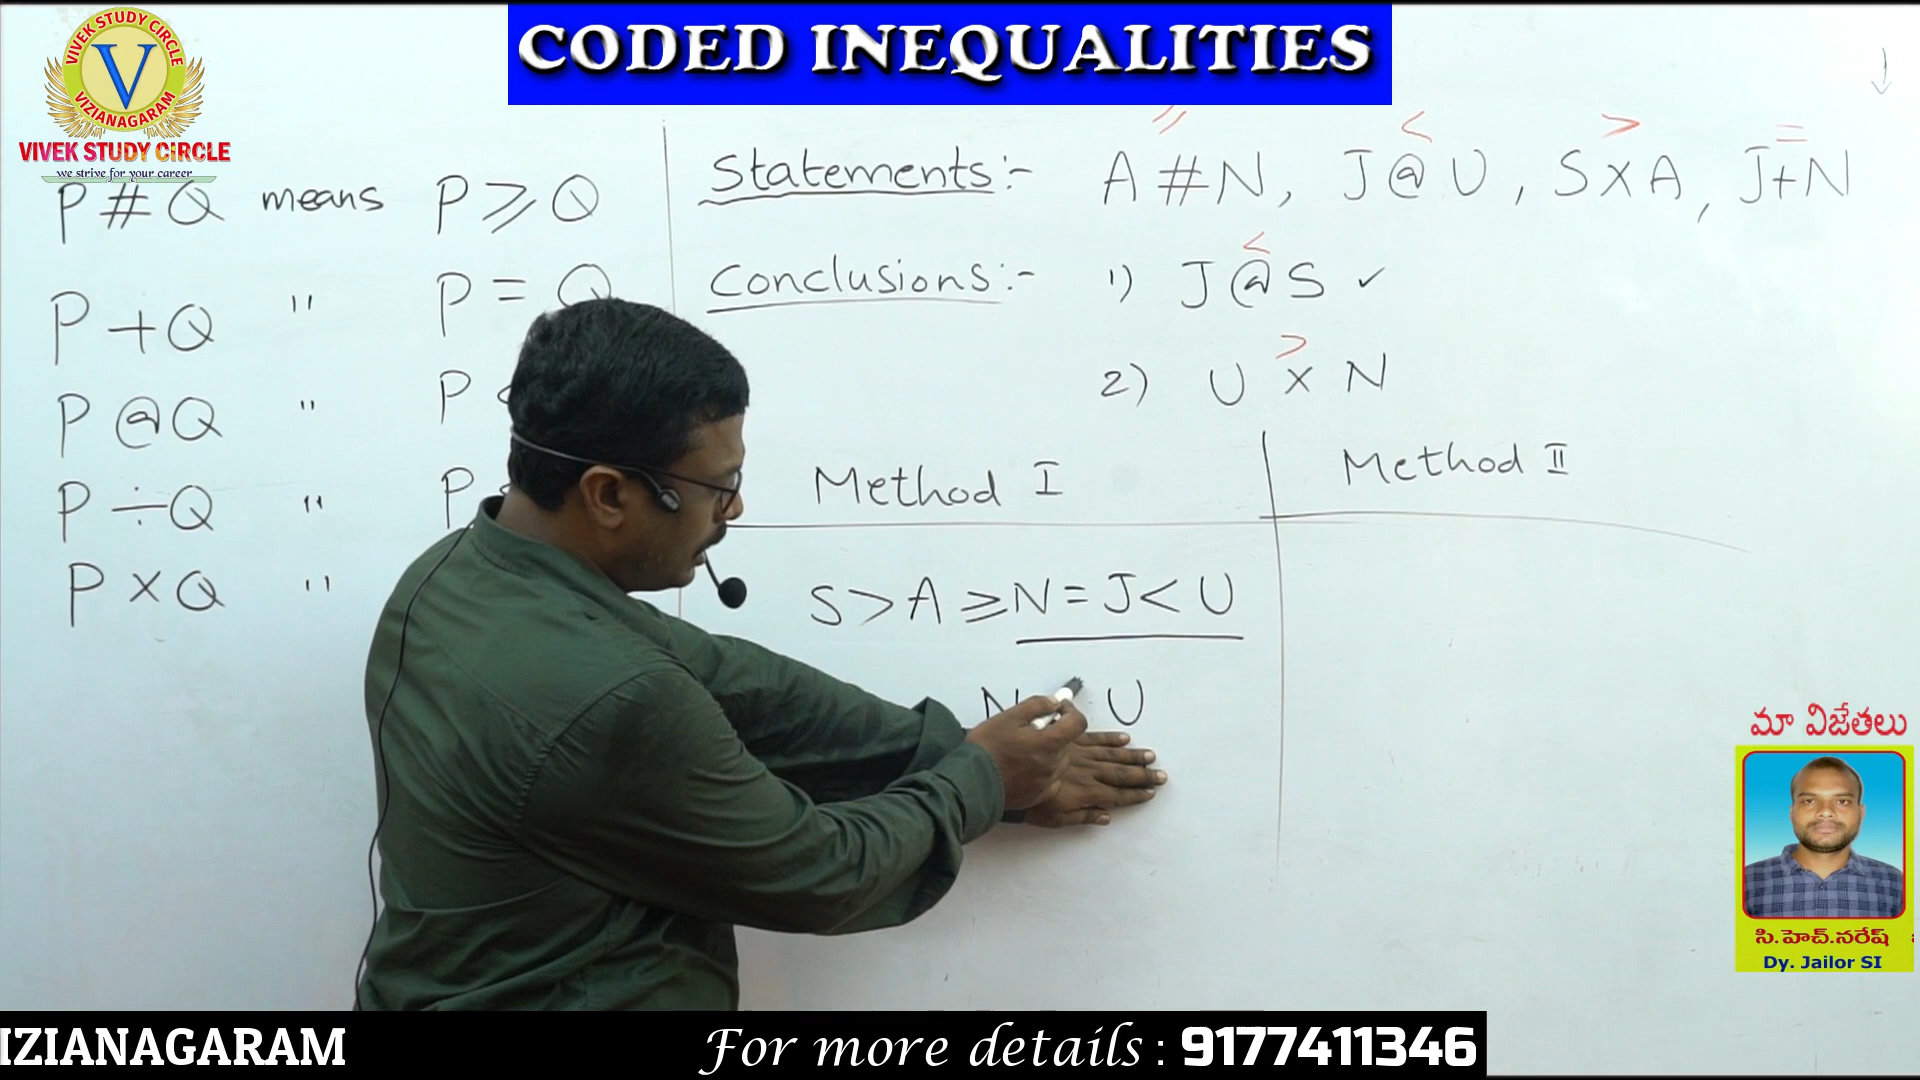 CODED INEQUALITIES
VIVEK STUDY CIRCLE
V
VIZIANAGARAM
VIVEK STUDY CIRCLE
we strive for your career
P # Q means P ⩾ Q
P + Q " P = Q
P @ Q " P
P ÷ Q " P
P × Q "
⩾ < > =
Statements:- A # N, J @ U, S × A, J + N
<
Conclusions:- 1) J @ S ✓
>
2) U × N
Method I
Method II
S > A ⩾ N = J < U
N U
మా విజేతలు
సి.హెచ్.నరేష్
Dy. Jailor SI
IZIANAGARAM
For more details : 9177411346